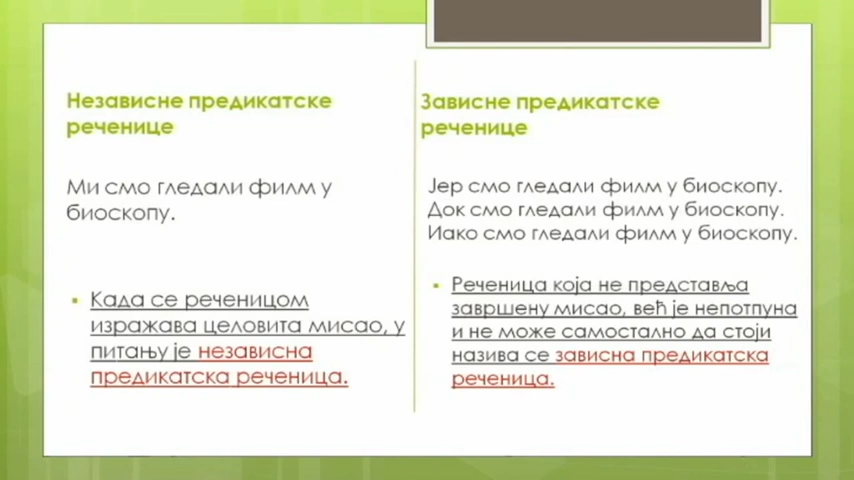 Независне предикатске
реченице
Ми смо гледали филм у
биоскопу.
Када се реченицом
изражава целовита мисао, у
питању је независна
предикатска реченица.
Зависне предикатске
реченице
Јер смо гледали филм у биоскопу.
Док смо гледали филм у биоскопу.
Иако смо гледали филм у биоскопу.
Реченица која не представља
завршену мисао, већ је непотпуна
и не може самостално да стоји
назива се зависна предикатска
реченица.